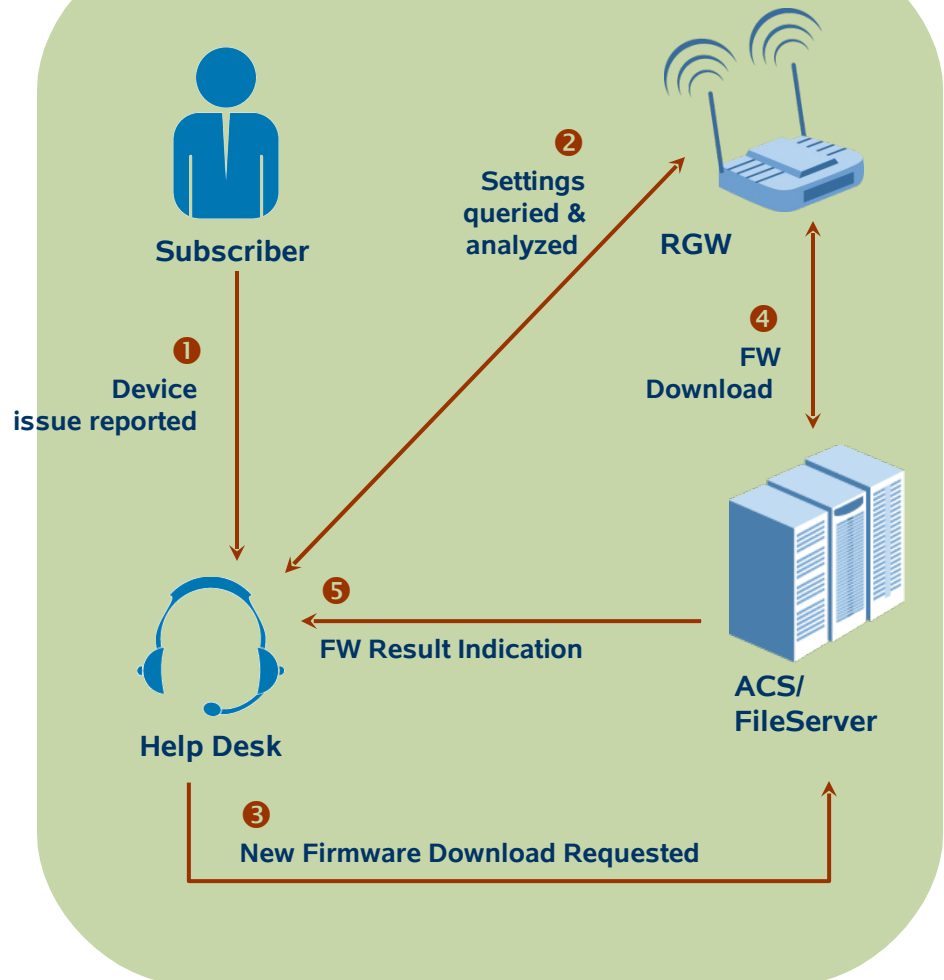 Subscriber
❷
Settings
queried &
analyzed
RGW
❶
Device
issue reported
❹
FW
Download
❺
FW Result Indication
Help Desk
ACS/
FileServer
❸
New Firmware Download Requested